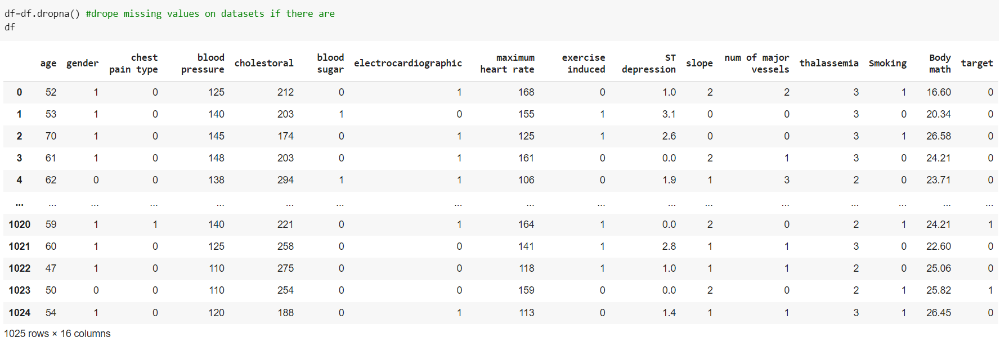 df=df.dropna() #drope missing values on datasets if there are
df
age gender chest pain type blood pressure cholestoral blood sugar electrocardiographic maximum heart rate exercise induced ST depression slope num of major vessels thalassemia Smoking Body math target
0 52 1 0 125 212 0 1 168 0 1.0 2 2 3 1 16.60 0
1 53 1 0 140 203 1 0 155 1 3.1 0 0 3 0 20.34 0
2 70 1 0 145 174 0 1 125 1 2.6 0 0 3 1 26.58 0
3 61 1 0 148 203 0 1 161 0 0.0 2 1 3 0 24.21 0
4 62 0 0 138 294 1 1 106 0 1.9 1 3 2 0 23.71 0
... ... ... ... ... ... ... ... ... ... ... ... ... ... ... ... ...
1020 59 1 1 140 221 0 1 164 1 0.0 2 0 2 1 24.21 1
1021 60 1 0 125 258 0 0 141 1 2.8 1 1 3 0 22.60 0
1022 47 1 0 110 275 0 0 118 1 1.0 1 1 2 0 25.06 0
1023 50 0 0 110 254 0 0 159 0 0.0 2 0 2 1 25.82 1
1024 54 1 0 120 188 0 1 113 0 1.4 1 1 3 1 26.45 0
1025 rows × 16 columns